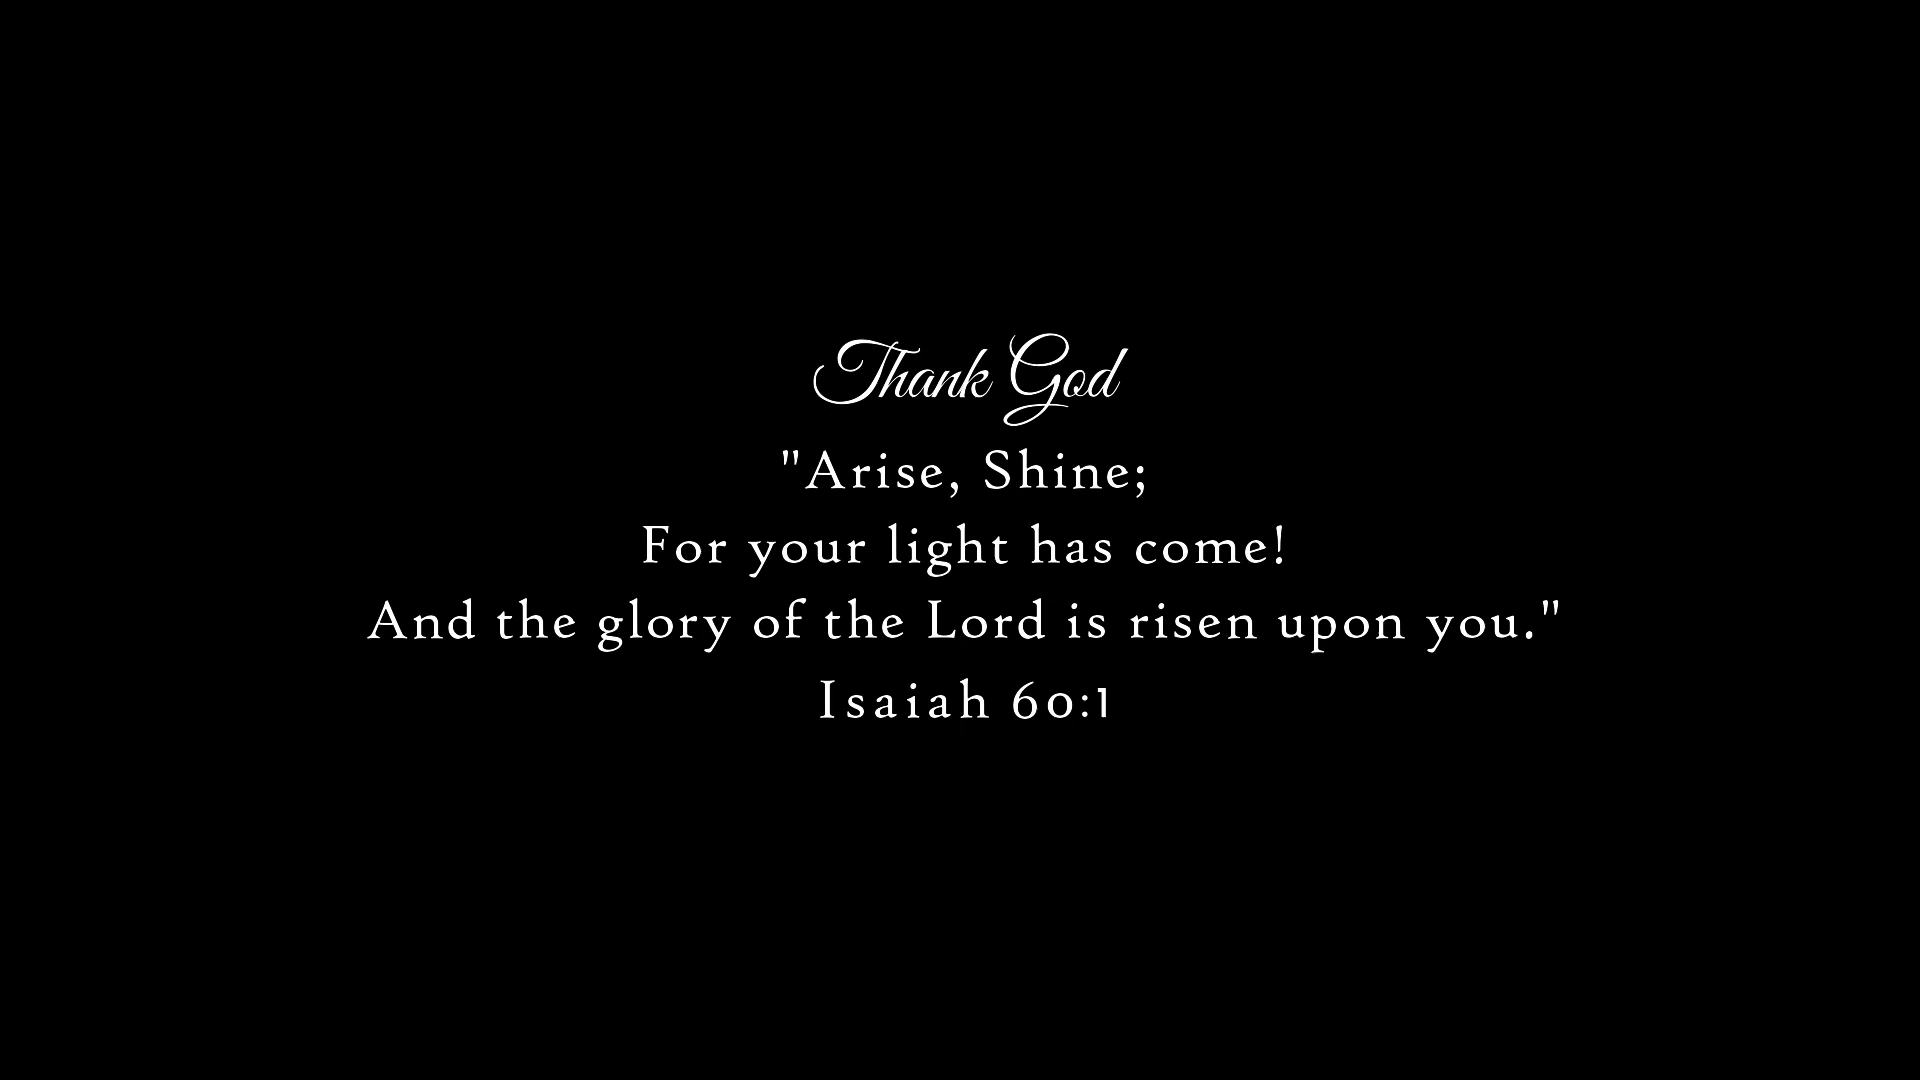 Thank God
"Arise, Shine;
For your light has come!
And the glory of the Lord is risen upon you."
Isaiah 60:1